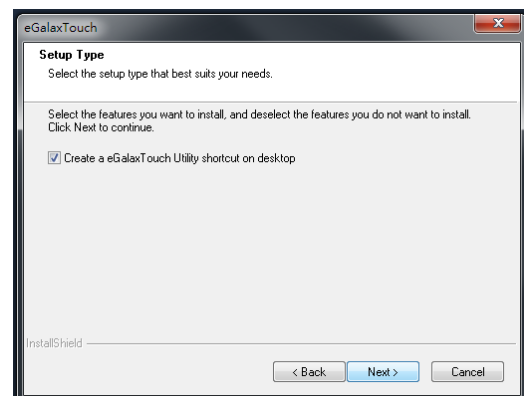 eGalaxTouch
Setup Type
Select the setup type that best suits your needs.
Select the features you want to install, and deselect the features you do not want to install.
Click Next to continue.
Create a eGalaxTouch Utility shortcut on desktop
InstallShield
< Back Next > Cancel